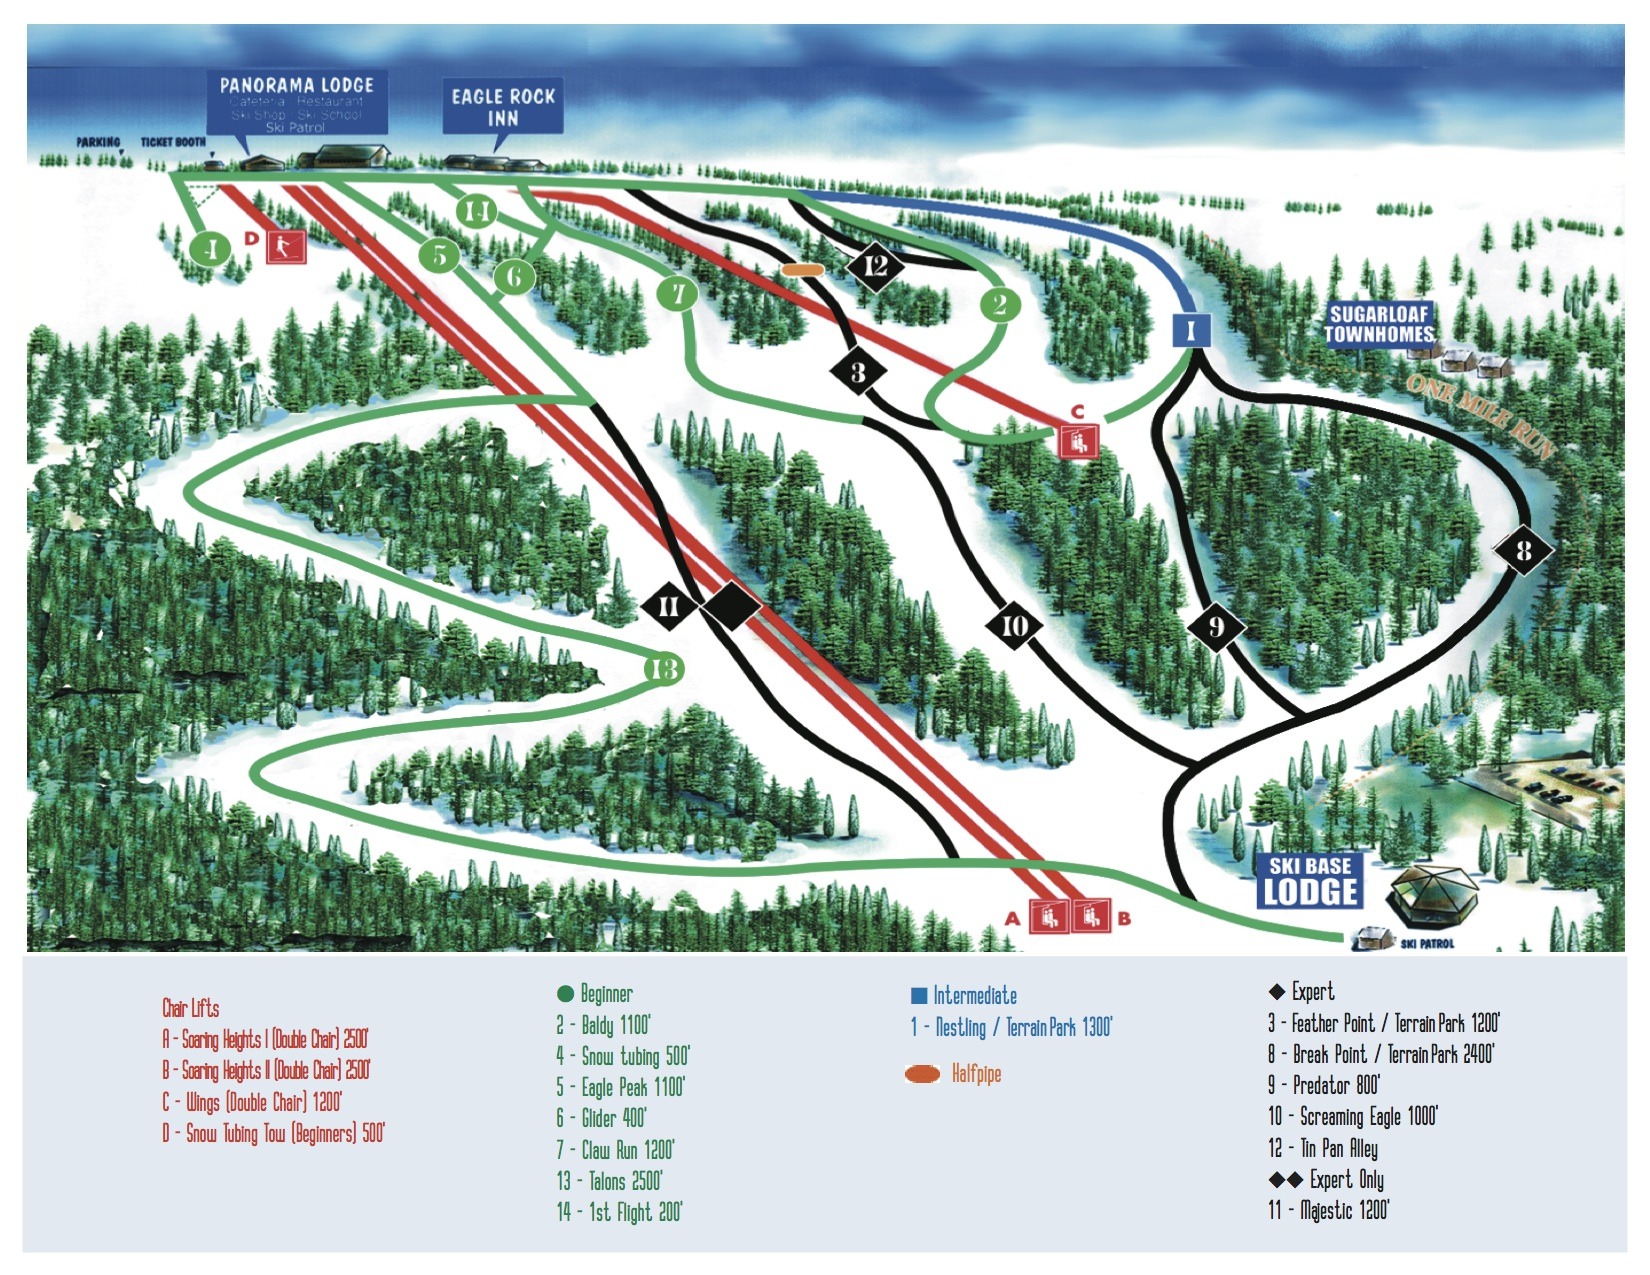 PANORAMA LODGE
Cafeteria Restaurant
Ski Shop Ski School
Ski Patrol
EAGLE ROCK
INN
PARKING
TICKET BOOTH
4
D
14
5
6
7
12
2
3
1
C
SUGARLOAF
TOWNHOMES
ONE MILE RUN
8
11
10
9
13
SKI BASE
LODGE
A
B
SKI PATROL
Chair Lifts
A - Soaring Heights I (Double Chair) 2500'
B - Soaring Heights II (Double Chair) 2500'
C - Wings (Double Chair) 1200'
D - Snow Tubing Tow (Beginners) 500'
Beginner
2 - Baldy 1100'
4 - Snow tubing 500'
5 - Eagle Peak 1100'
6 - Glider 400'
7 - Claw Run 1200'
13 - Talons 2500'
14 - 1st Flight 200'
Intermediate
1 - Nestling / Terrain Park 1300'
Halfpipe
Expert
3 - Feather Point / Terrain Park 1200'
8 - Break Point / Terrain Park 2400'
9 - Predator 800'
10 - Screaming Eagle 1000'
12 - Tin Pan Alley
Expert Only
11 - Majestic 1200'